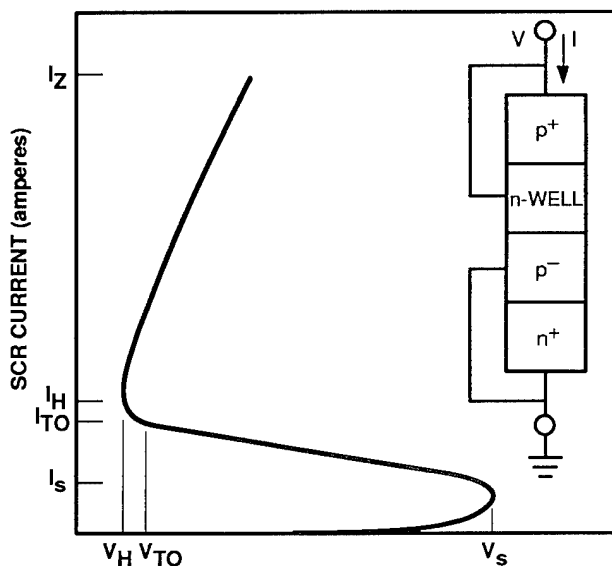 SCR CURRENT (amperes)
I_Z
I_H
I_TO
I_s
V_H
V_TO
V_s
V
I
p⁺
n-WELL
p⁻
n⁺